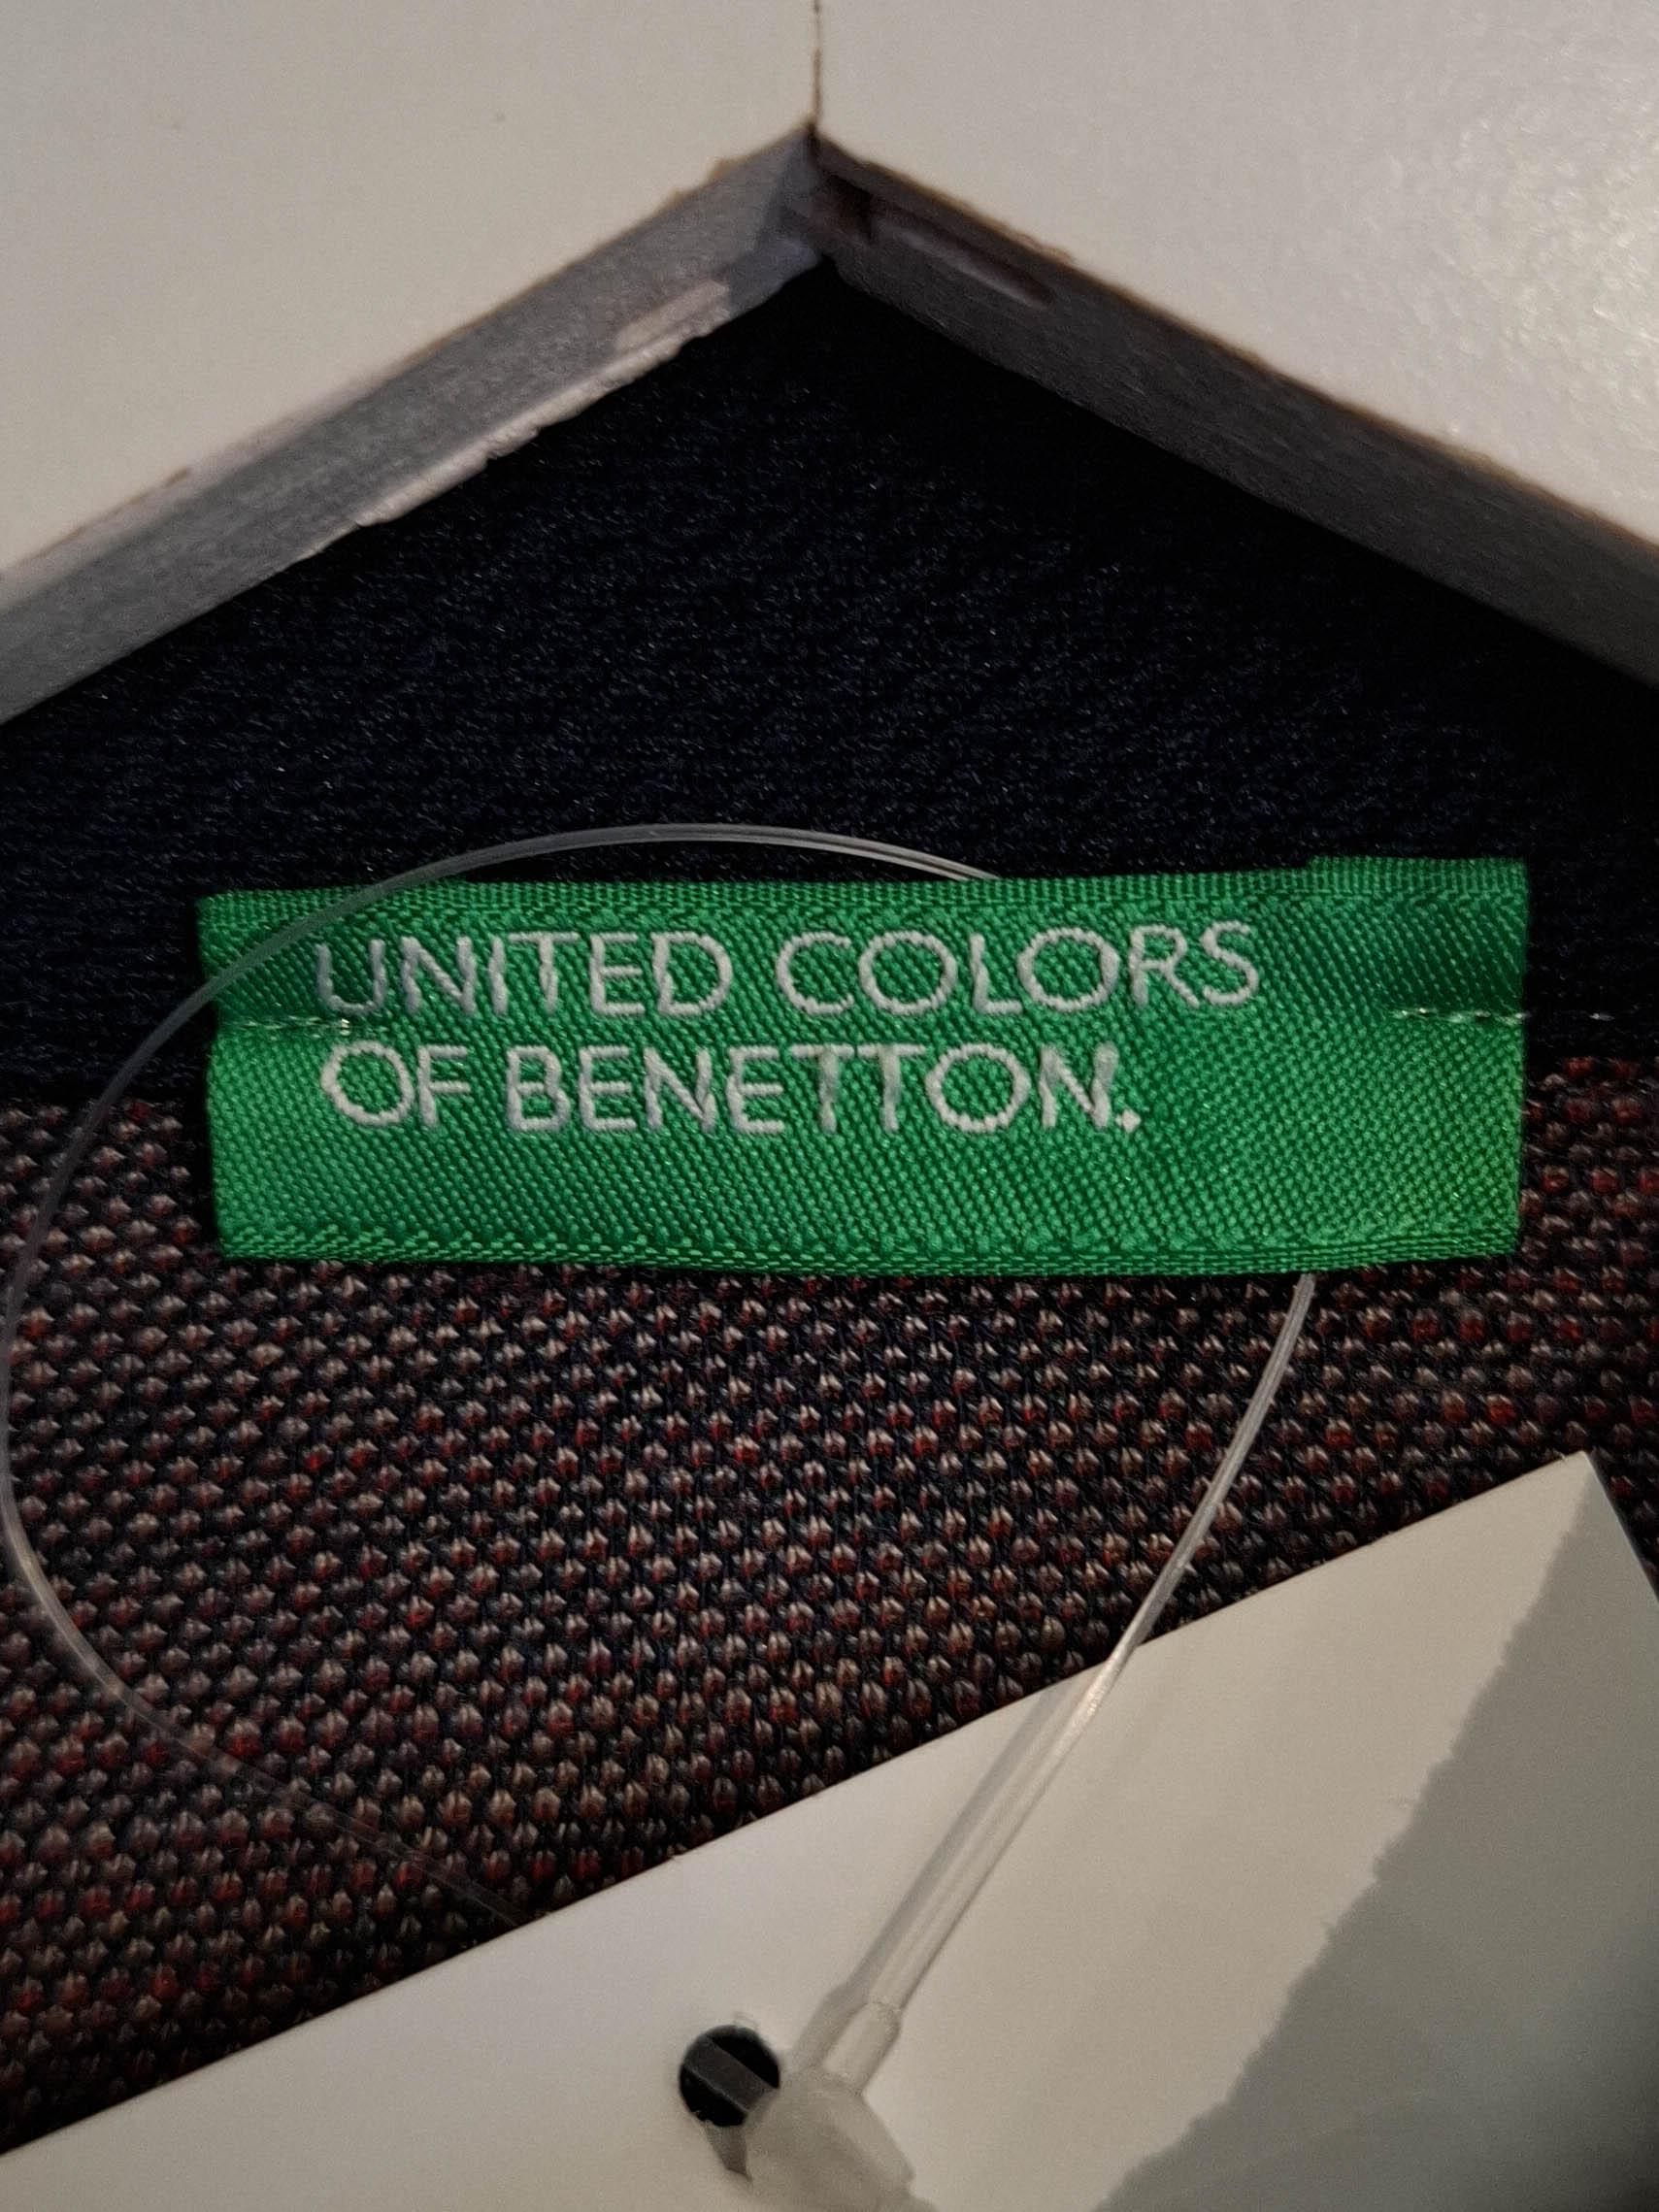 UNITED COLORS
OF BENETTON.